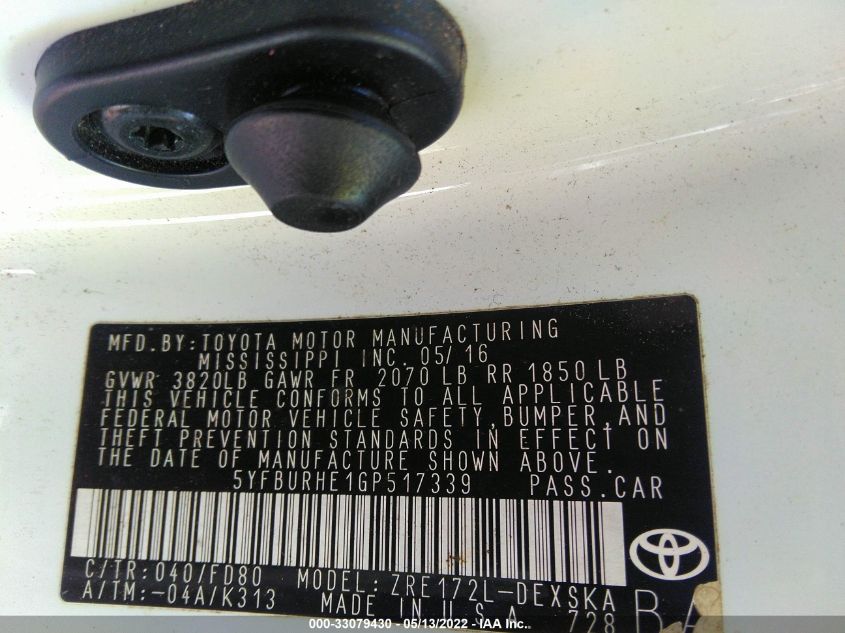 MFD.BY:TOYOTA MOTOR MANUFACTURING
MISSISSIPPI INC. 05/16
GVWR 3820LB GAWR FR 2070 LB RR 1850 LB
THIS VEHICLE CONFORMS TO ALL APPLICABLE
FEDERAL MOTOR VEHICLE SAFETY,BUMPER,AND
THEFT PREVENTION STANDARDS IN EFFECT ON
THE DATE OF MANUFACTURE SHOWN ABOVE.
5YFBURHE1GP517339 PASS.CAR
C/TR:040/FD80 MODEL:ZRE172L-DEXSKA
A/TM:-04A/K313 MADE IN U.S.A. 728 BA
000-33079430 - 05/13/2022 - IAA Inc.